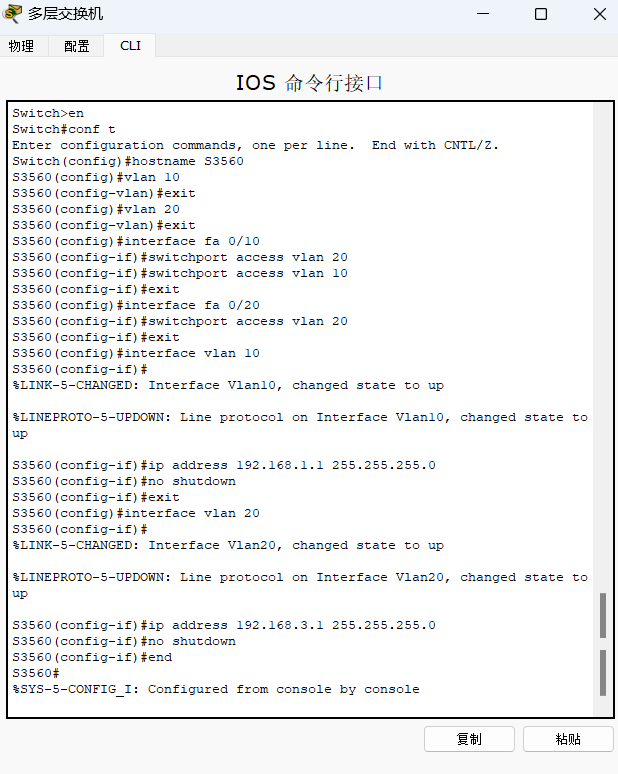 多层交换机
物理 配置 CLI
IOS 命令行接口
Switch>en
Switch#conf t
Enter configuration commands, one per line.  End with CNTL/Z.
Switch(config)#hostname S3560
S3560(config)#vlan 10
S3560(config-vlan)#exit
S3560(config)#vlan 20
S3560(config-vlan)#exit
S3560(config)#interface fa 0/10
S3560(config-if)#switchport access vlan 20
S3560(config-if)#switchport access vlan 10
S3560(config-if)#exit
S3560(config)#interface fa 0/20
S3560(config-if)#switchport access vlan 20
S3560(config-if)#exit
S3560(config)#interface vlan 10
S3560(config-if)#
%LINK-5-CHANGED: Interface Vlan10, changed state to up
%LINEPROTO-5-UPDOWN: Line protocol on Interface Vlan10, changed state to
up
S3560(config-if)#ip address 192.168.1.1 255.255.255.0
S3560(config-if)#no shutdown
S3560(config-if)#exit
S3560(config)#interface vlan 20
S3560(config-if)#
%LINK-5-CHANGED: Interface Vlan20, changed state to up
%LINEPROTO-5-UPDOWN: Line protocol on Interface Vlan20, changed state to
up
S3560(config-if)#ip address 192.168.3.1 255.255.255.0
S3560(config-if)#no shutdown
S3560(config-if)#end
S3560#
%SYS-5-CONFIG_I: Configured from console by console
复制 粘贴